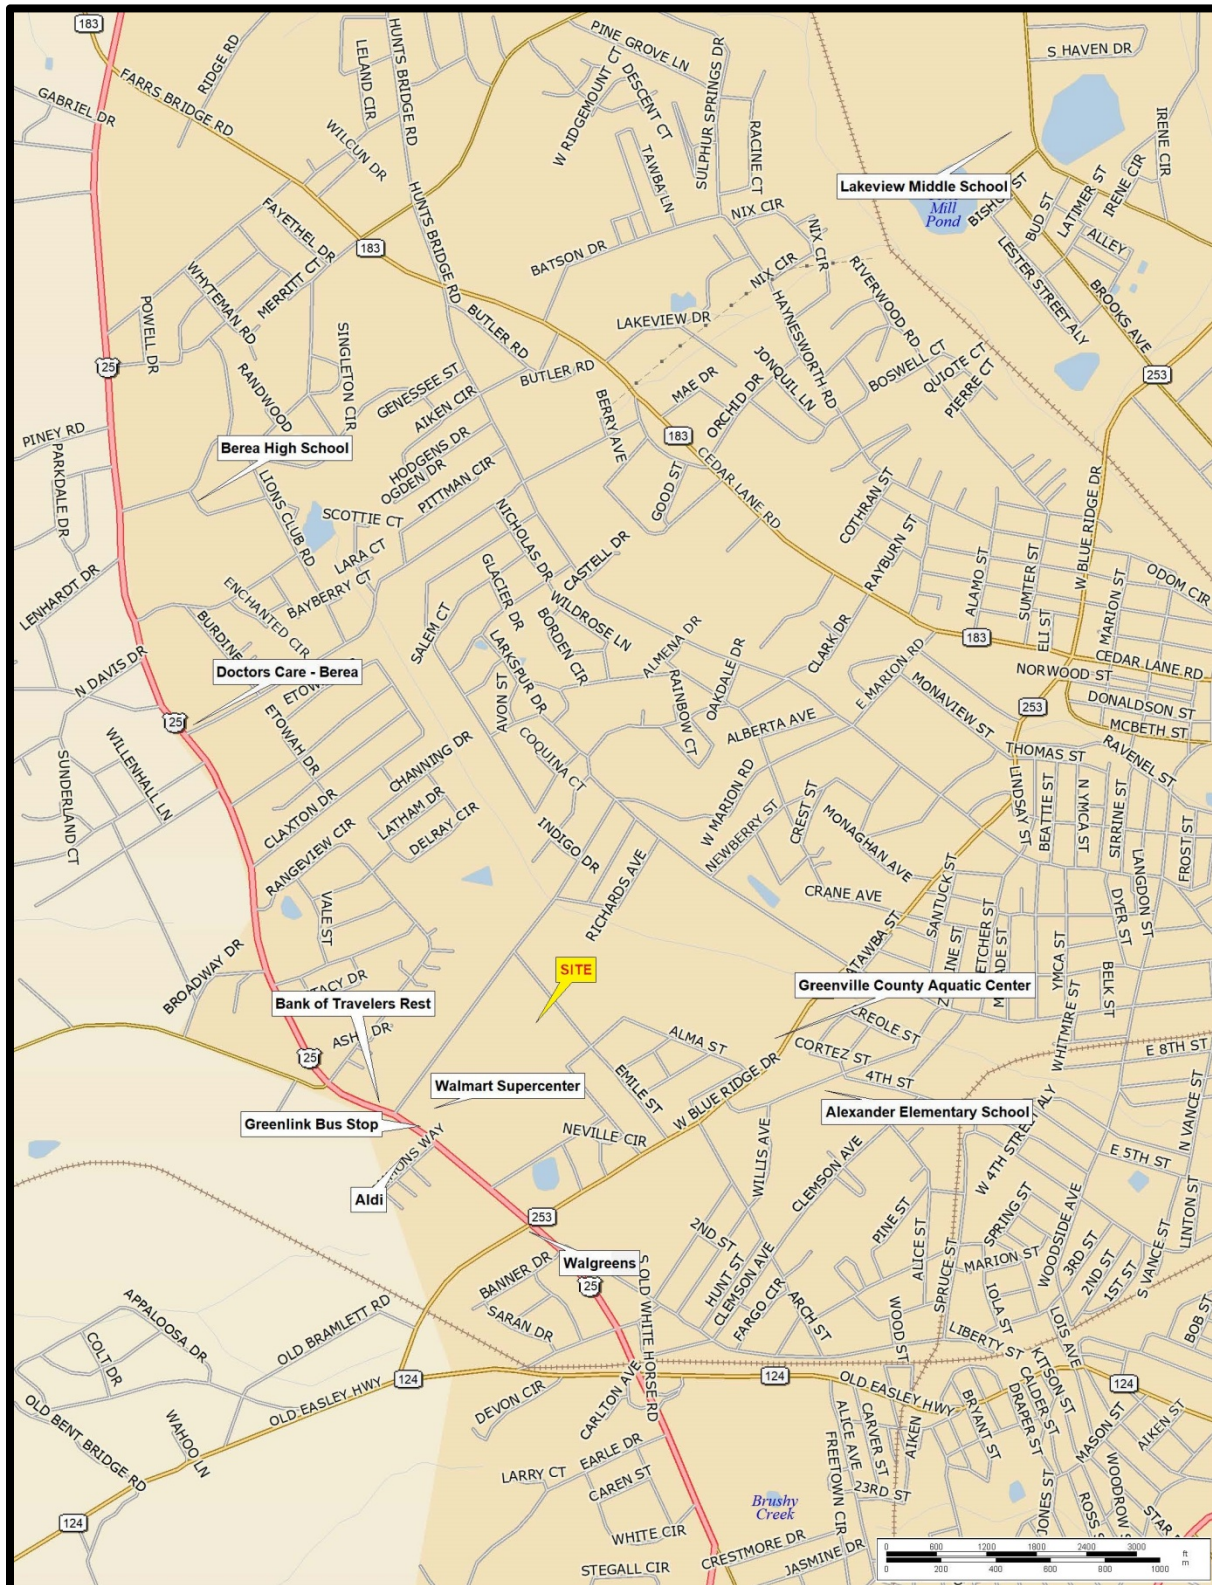 183
S HAVEN DR
PINE GROVE LN
RIDGE RD
LELAND CIR
HUNTS BRIDGE RD
W RIDGEMOUNT CT
DESCENT CT
SULPHUR SPRINGS DR
RACINE CT
IRENE CIR
GABRIEL DR
FARRS BRIDGE RD
WILCUN DR
TAWBA LN
Lakeview Middle School
Mill
Pond
BUD ST
LATIMER ST
IRENE CIR
ALLEY
LESTER STREET ALY
BROOKS AVE
FAYETHEL DR
183
HUNTS BRIDGE RD
NIX CIR
NIX CIR
NIX CIR
BATSON DR
RIVERWOOD RD
WHYTEMAN RD
MERRITT CT
POWELL DR
SINGLETON CIR
BUTLER RD
LAKEVIEW DR
HAYNESWORTH RD
BOSWELL CT
QUIOTE CT
PIERRE CT
25
253
RANDWOOD
GENESSEE ST
AIKEN CIR
BUTLER RD
BERRY AVE
MAE DR
ORCHID DR
JONQUIL LN
PINEY RD
PARKDALE DR
Berea High School
HODGENS DR
OGDEN DR
PITTMAN CIR
183
CEDAR LANE RD
GOOD ST
LIONS CLUB RD
SCOTTIE CT
NICHOLAS DR
COTHRAN ST
RAYBURN ST
W BLUE RIDGE DR
LENHARDT DR
ENCHANTED CIR
LARA CT
BAYBERRY CT
GLACIER DR
CASTELL DR
ALAMO ST
SUMTER ST
ELI ST
MARION ST
ODOM CIR
SALEM CT
WILDROSE LN
BORDEN CIR
LARKSPUR DR
ALMENA DR
OAKDALE DR
CLARK DR
183
CEDAR LANE RD
N DAVIS DR
Doctors Care - Berea
RAINBOW CT
E MARION RD
NORWOOD ST
DONALDSON ST
MCBETH ST
25
ETOWAH DR
AVON ST
ALBERTA AVE
MONAVIEW ST
253
THOMAS ST
RAVENEL ST
SUNDERLAND CT
WILLENHALL LN
CHANNING DR
COQUINA CT
CLAXTON DR
LATHAM DR
DELRAY CIR
INDIGO DR
W MARION RD
NEWBERRY ST
CREST ST
MONAGHAN AVE
LINDSAY ST
BEATTIE ST
N YMCA ST
SIRRINE ST
LANGDON ST
FROST ST
RANGEVIEW CIR
VALE ST
RICHARDS AVE
CRANE AVE
SANTUCK ST
DYER ST
BROADWAY DR
SITE
YMCA ST
BELK ST
Greenville County Aquatic Center
Bank of Travelers Rest
WHITMIRE ST
ALMA ST
CORTEZ ST
E 8TH ST
25
Walmart Supercenter
EMILE ST
W BLUE RIDGE DR
4TH ST
Alexander Elementary School
Greenlink Bus Stop
NEVILLE CIR
N VANCE ST
E 5TH ST
Aldi
WILLIS AVE
CLEMSON AVE
PINE ST
SPRING ST
WOODSIDE AVE
LINTON ST
253
Walgreens
2ND ST
HUNT ST
CLEMSON AVE
FARGO CIR
ALICE ST
SPRUCE ST
MARION ST
3RD ST
2ND ST
1ST ST
S VANCE ST
BANNER DR
25
SARAN DR
S OLD WHITE HORSE RD
ARCH ST
WOOD ST
IOLA ST
LOIS AVE
BOB ST
APPALOOSA DR
COLT DR
OLD BRAMLETT RD
LIBERTY ST
124
OLD EASLEY HWY
124
OLD EASLEY HWY
KITSON ST
124
OLD BENT BRIDGE RD
WAHOO LN
DEVON CIR
CARLTON AVE
ALICE AVE
CARVER ST
AIKEN
BRYANT ST
CALDER ST
DRAPER ST
MASON ST
AIKEN ST
LARRY CT
EARLE DR
CAREN ST
FREETOWN CIR
23RD ST
124
WHITE CIR
Brushy
Creek
JONES ST
CRESTMORE DR
JASMINE DR
STEGALL CIR
0 600 1200 1800 2400 3000 ft
0 200 400 600 800 1000 m